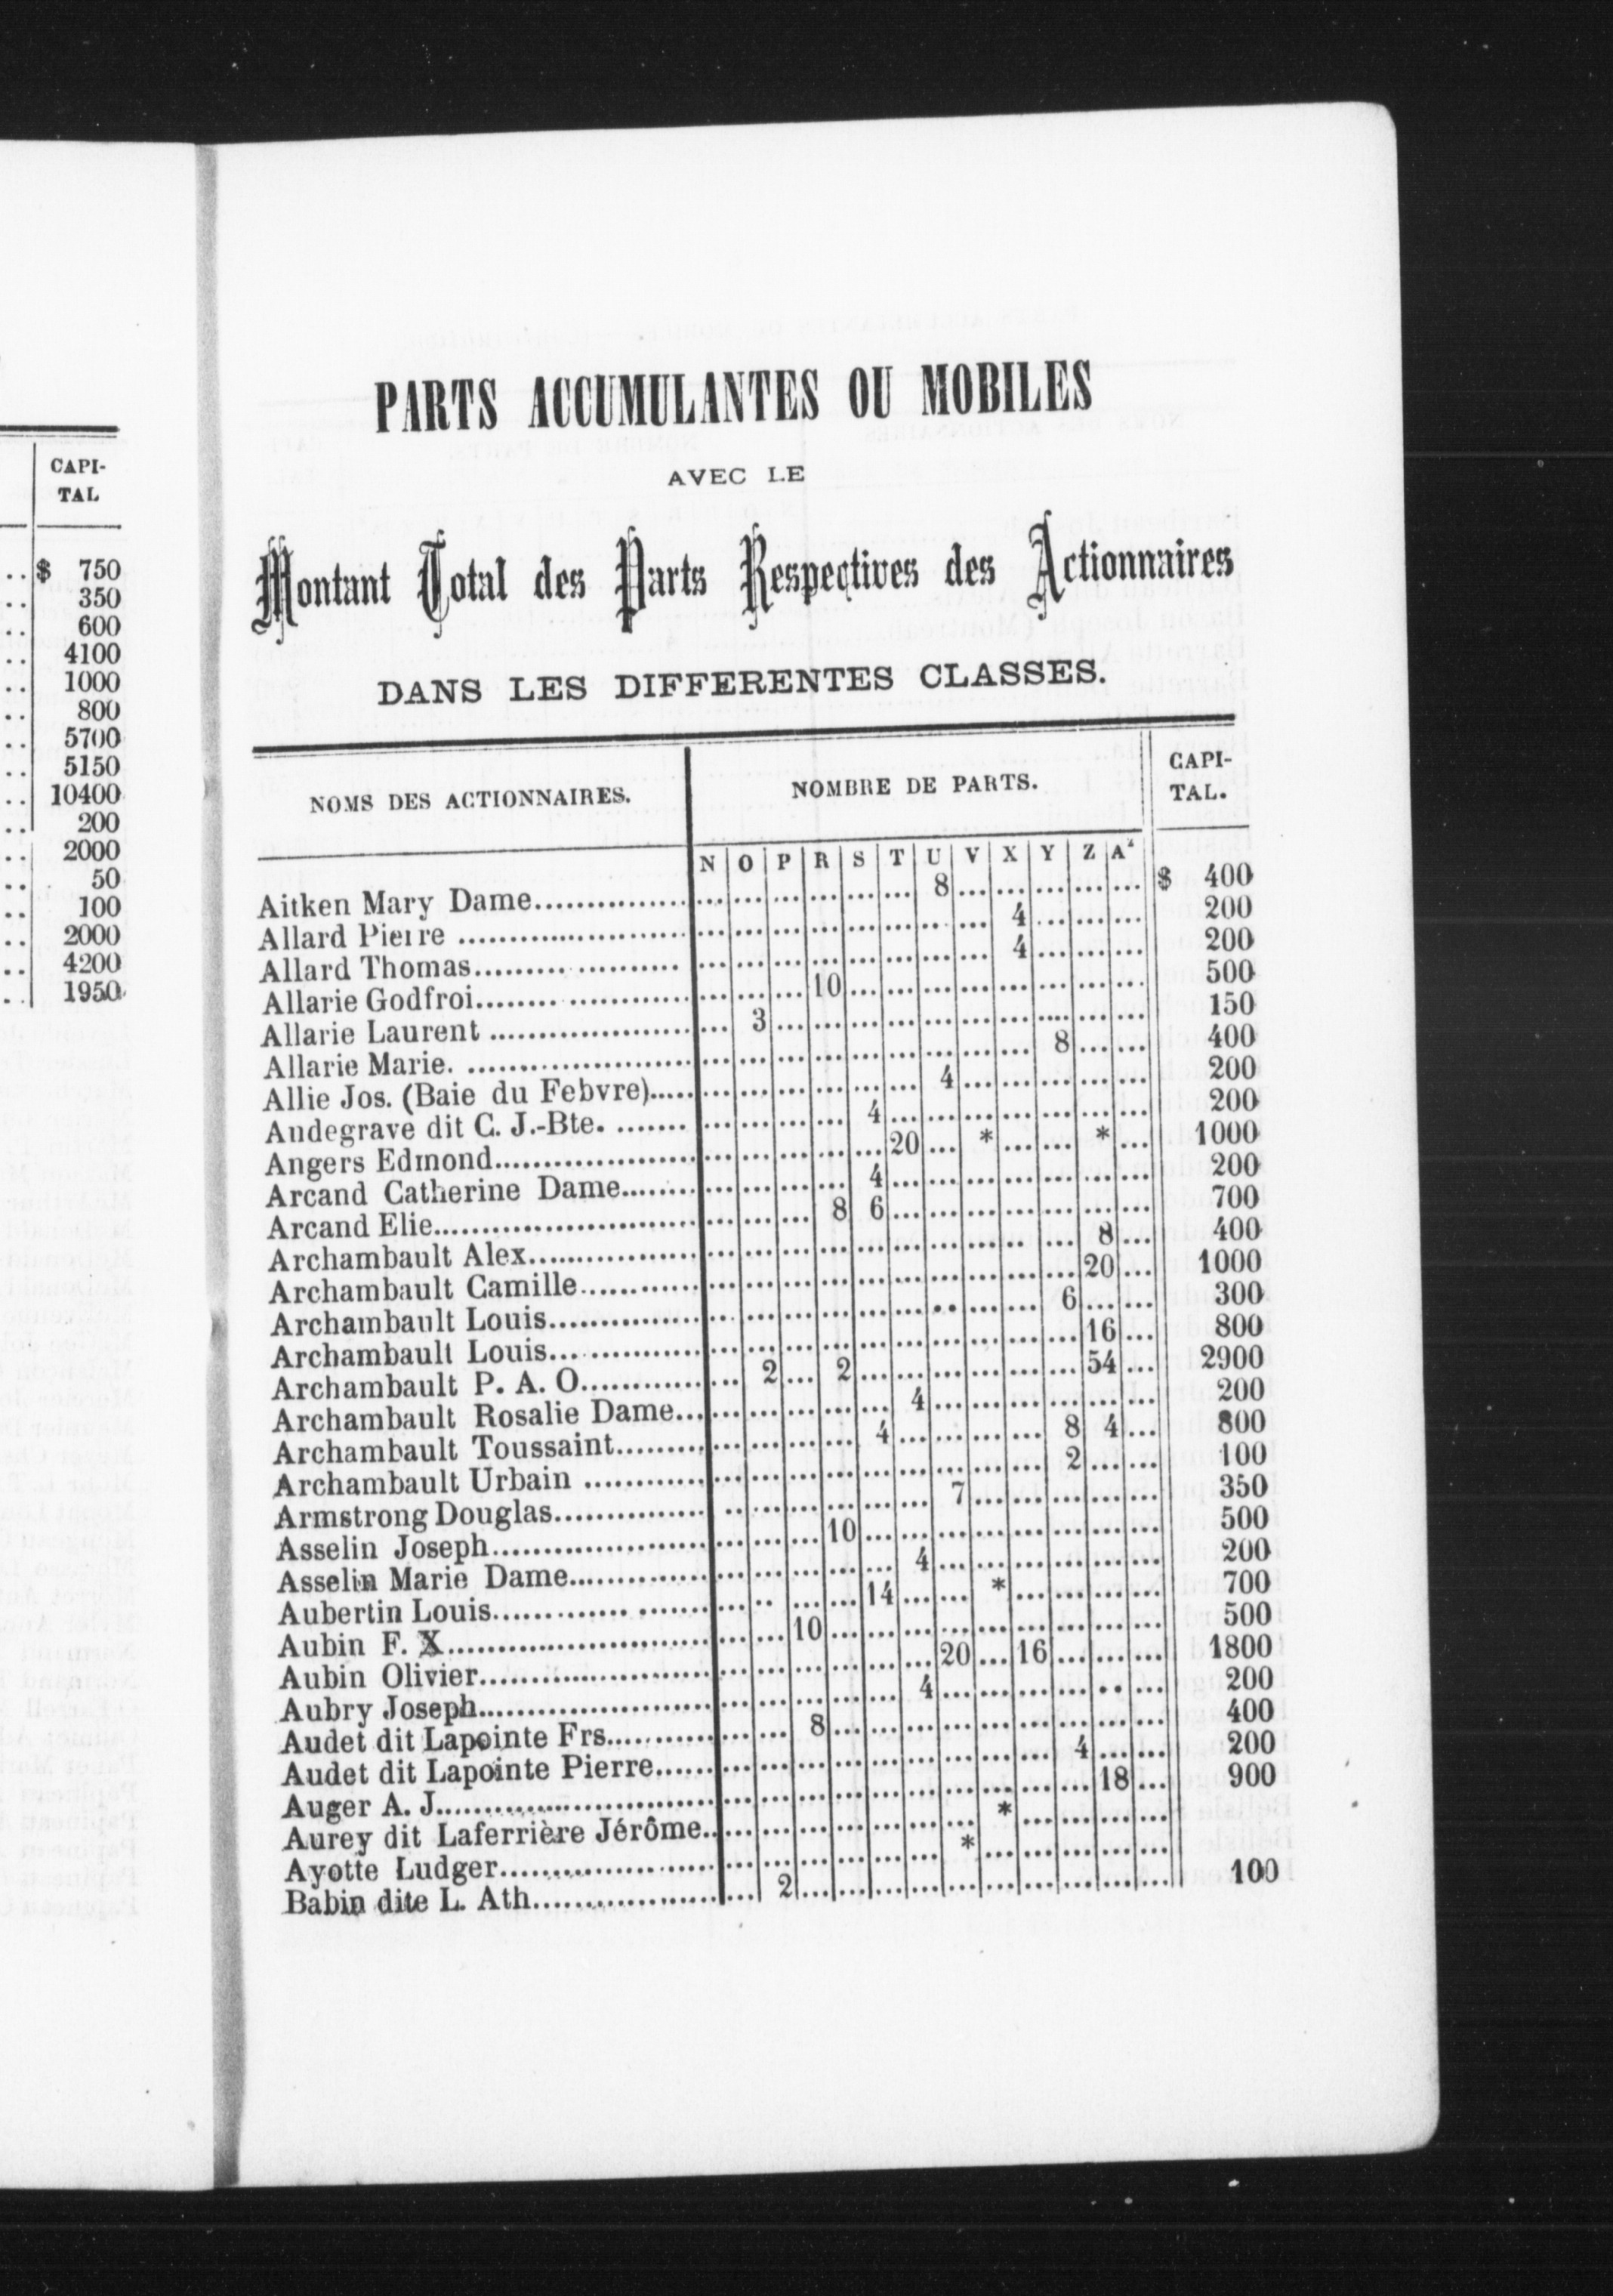 CAPI-
TAL
$ 750
350
600
4100
1000
800
5700
5150
10400
200
2000
50
100
2000
4200
1950
PARTS ACCUMULANTES OU MOBILES
AVEC LE
Montant Total des Parts Respectives des Actionnaires
DANS LES DIFFERENTES CLASSES.
NOMS DES ACTIONNAIRES. NOMBRE DE PARTS. CAPI-
TAL.
N O P R S T U V X Y Z A²
Aitken Mary Dame 8 $ 400
Allard Pierre 4 200
Allard Thomas 4 200
Allarie Godfroi 10 500
Allarie Laurent 3 150
Allarie Marie. 8 400
Allie Jos. (Baie du Febvre) 4 200
Andegrave dit C. J.-Bte. 4 200
Angers Edmond 20 * * 1000
Arcand Catherine Dame 4 200
Arcand Elie 8 6 700
Archambault Alex 8 400
Archambault Camille 20 1000
Archambault Louis 6 300
Archambault Louis 16 800
Archambault P. A. O 2 2 54 2900
Archambault Rosalie Dame 4 200
Archambault Toussaint 4 8 4 800
Archambault Urbain 2 100
Armstrong Douglas 7 350
Asselin Joseph 10 500
Asselin Marie Dame 4 200
Aubertin Louis 14 * 700
Aubin F. X 10 500
Aubin Olivier 20 16 1800
Aubry Joseph 4 200
Audet dit Lapointe Frs 8 400
Audet dit Lapointe Pierre 4 200
Auger A. J 18 900
Aurey dit Laferrière Jérôme *
Ayotte Ludger *
Babin dite L. Ath 2 100